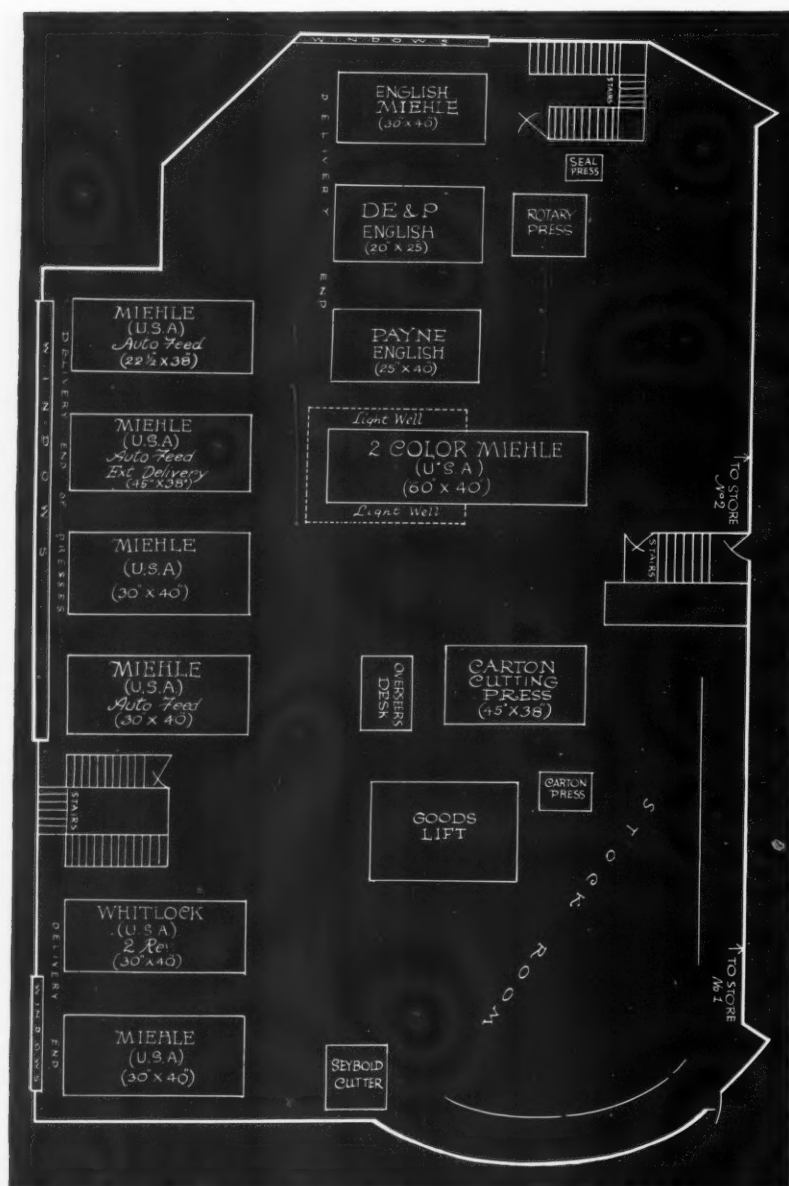 WINDOWS
STAIRS
DELIVERY END
ENGLISH
MIEHLE
(30" X 40")
SEAL
PRESS
DE & P
ENGLISH
(20" X 25")
ROTARY
PRESS
PAYNE
ENGLISH
(25" X 40")
WINDOWS
DELIVERY END OF PRESSES
MIEHLE
(U.S.A)
Auto Feed
(22½ X 38")
MIEHLE
(U.S.A)
Auto Feed
Ext Delivery
(45" X 38")
Light Well
2 COLOR MIEHLE
(U.S.A)
(60" X 40")
Light Well
TO STORE
No 2
MIEHLE
(U.S.A)
(30" X 40")
STAIRS
MIEHLE
(U.S.A)
Auto Feed
(30" X 40")
OVERSEERS
DESK
CARTON
CUTTING
PRESS
(45" X 38")
STAIRS
GOODS
LIFT
CARTON
PRESS
STOCK ROOM
WHITLOCK
(U.S.A)
2 Rev
(30" X 40")
DELIVERY END
WINDOWS
TO STORE
No 1
MIEHLE
(U.S.A)
(30" X 40")
SEYBOLD
CUTTER